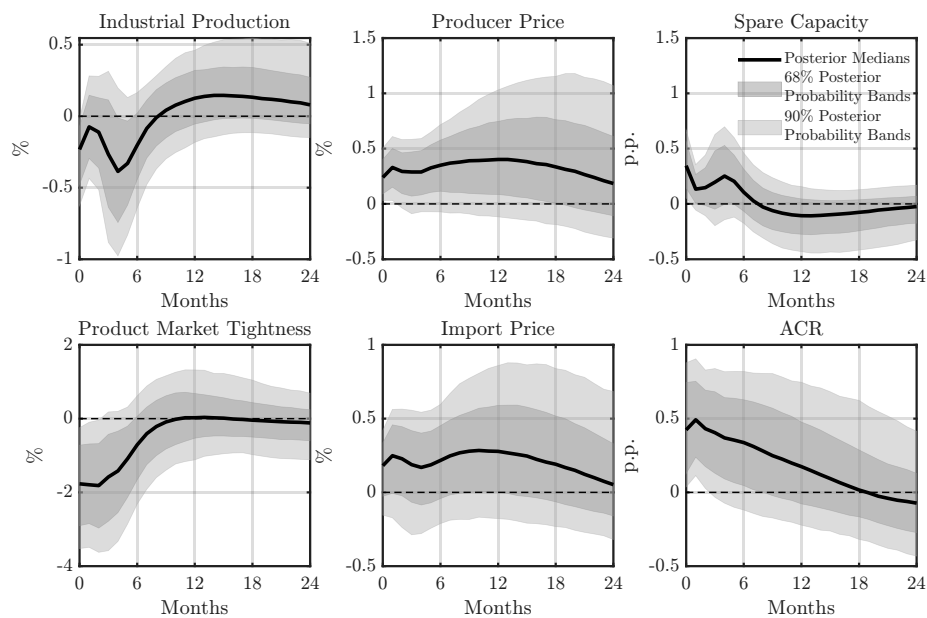 Industrial Production
0.5
0
-0.5
-1
%
0 6 12 18 24
Months
Producer Price
1.5
1
0.5
0
-0.5
%
0 6 12 18 24
Months
Spare Capacity
1.5
1
0.5
0
-0.5
p.p.
Posterior Medians
68% Posterior
Probability Bands
90% Posterior
Probability Bands
0 6 12 18 24
Months
Product Market Tightness
2
0
-2
-4
%
0 6 12 18 24
Months
Import Price
1
0.5
0
-0.5
%
0 6 12 18 24
Months
ACR
1
0.5
0
-0.5
p.p.
0 6 12 18 24
Months